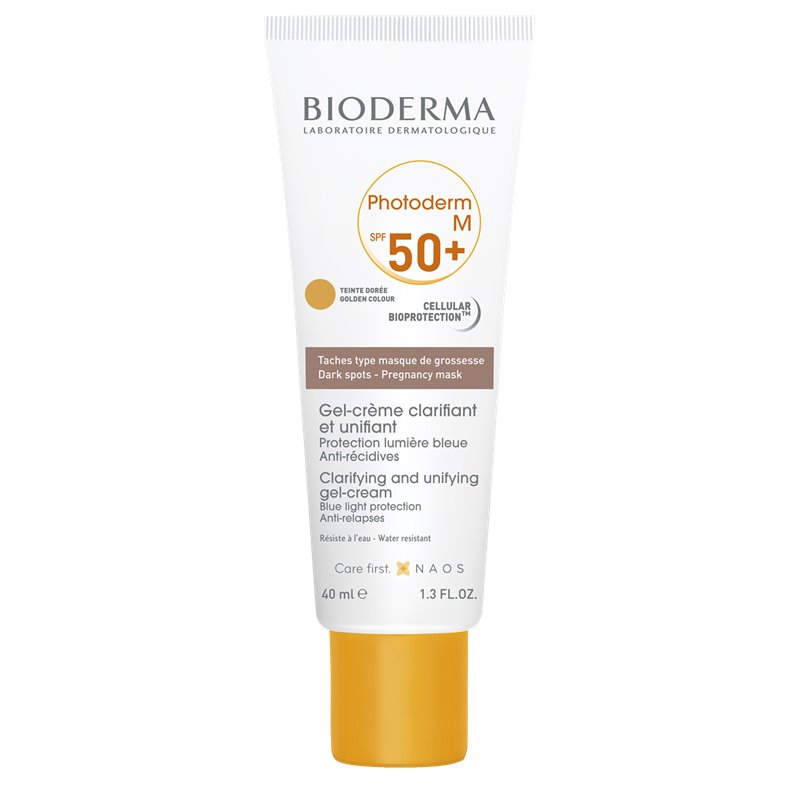 BIODERMA
LABORATOIRE DERMATOLOGIQUE
Photoderm
M
SPF 50+
TEINTE DORÉE
GOLDEN COLOUR
CELLULAR
BIOPROTECTION™
Taches type masque de grossesse
Dark spots - Pregnancy mask
Gel-crème clarifiant
et unifiant
Protection lumière bleue
Anti-récidives
Clarifying and unifying
gel-cream
Blue light protection
Anti-relapses
Résiste à l'eau - Water resistant
Care first. NAOS
40 ml ℮ 1.3 FL.OZ.